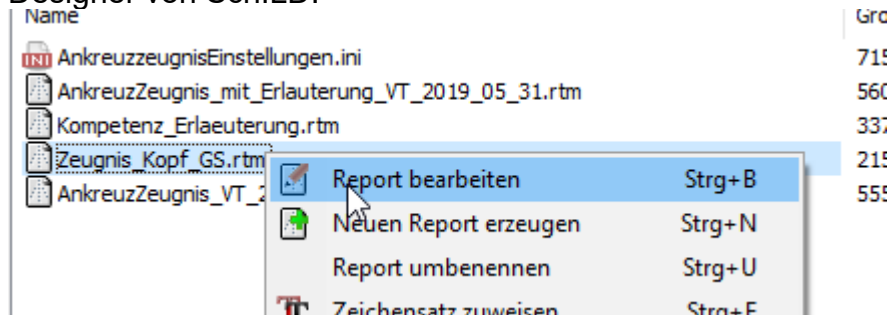 Designer von SchILD.
Name Gro
AnkreuzzeugnisEinstellungen.ini 715
AnkreuzZeugnis_mit_Erlauterung_VT_2019_05_31.rtm 560
Kompetenz_Erlaeuterung.rtm 337
Zeugnis_Kopf_GS.rtm 215
Report bearbeiten Strg+B
AnkreuzZeugnis_VT_2 555
Neuen Report erzeugen Strg+N
Report umbenennen Strg+U
Zeichensatz zuweisen Strg+F